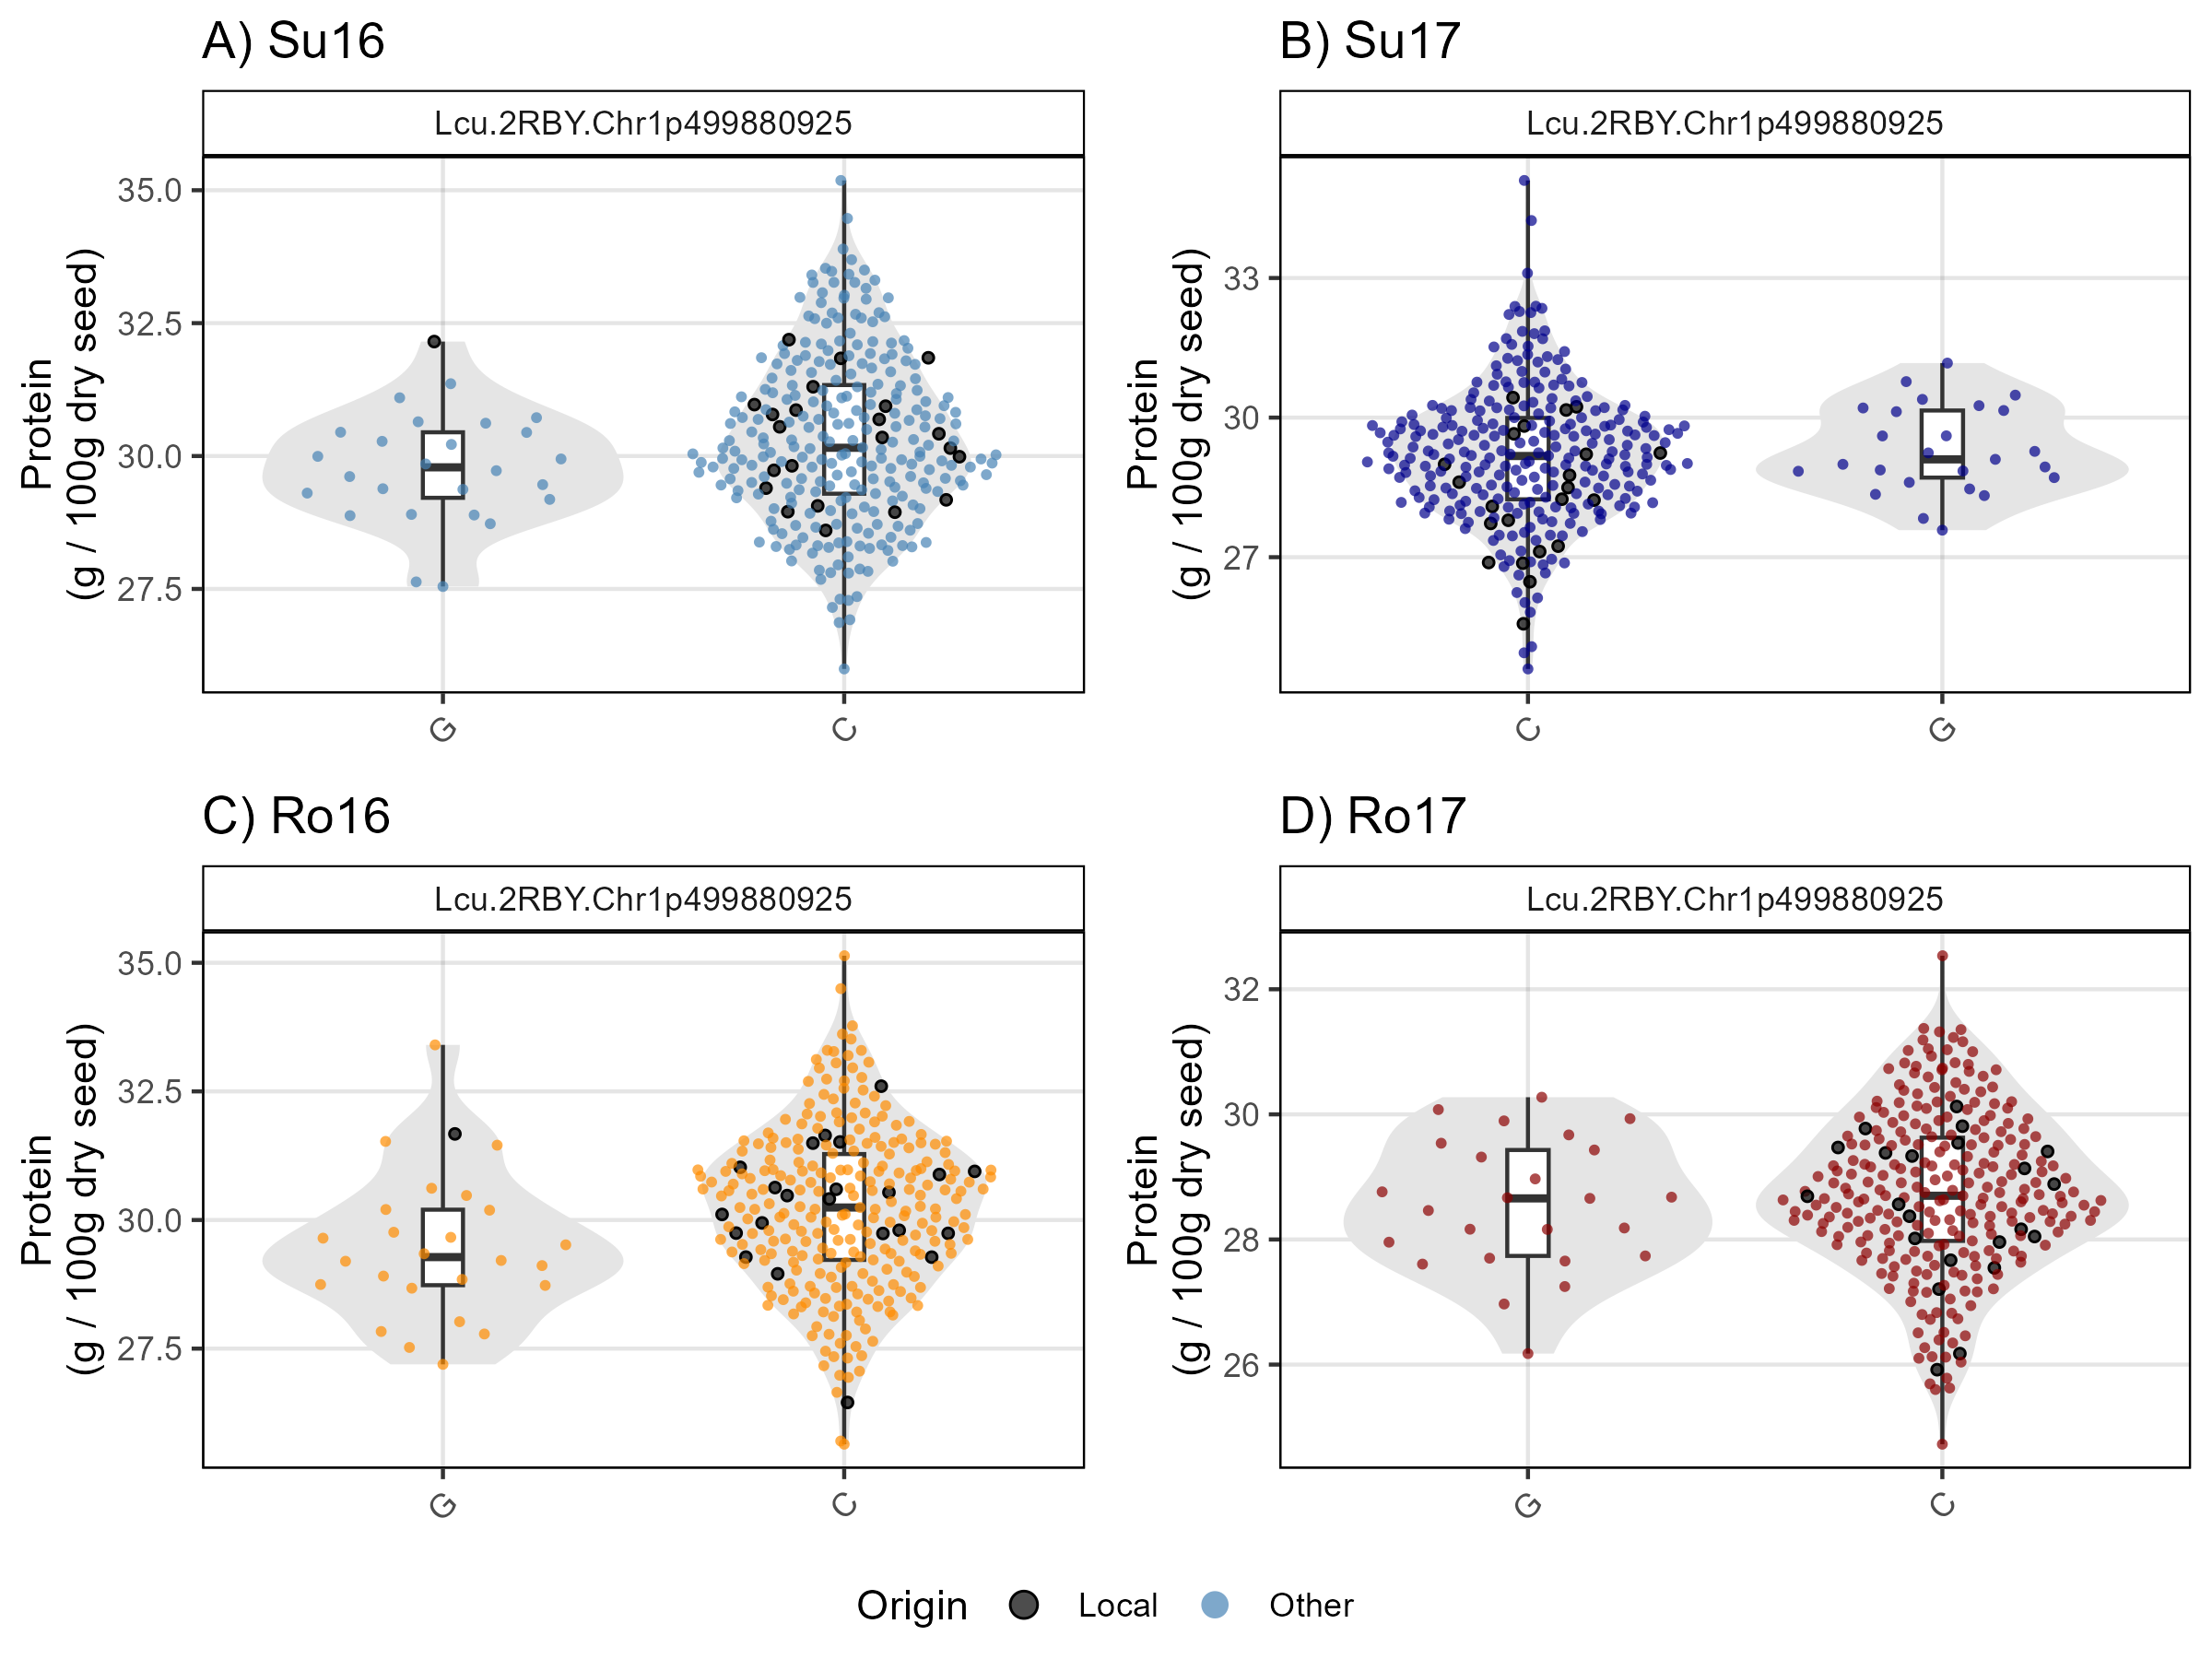 A) Su16
Lcu.2RBY.Chr1p499880925
Protein
(g / 100g dry seed)
35.0
32.5
30.0
27.5
G
C
B) Su17
Lcu.2RBY.Chr1p499880925
Protein
(g / 100g dry seed)
33
30
27
C
G
C) Ro16
Lcu.2RBY.Chr1p499880925
Protein
(g / 100g dry seed)
35.0
32.5
30.0
27.5
G
C
D) Ro17
Lcu.2RBY.Chr1p499880925
Protein
(g / 100g dry seed)
32
30
28
26
G
C
Origin Local Other